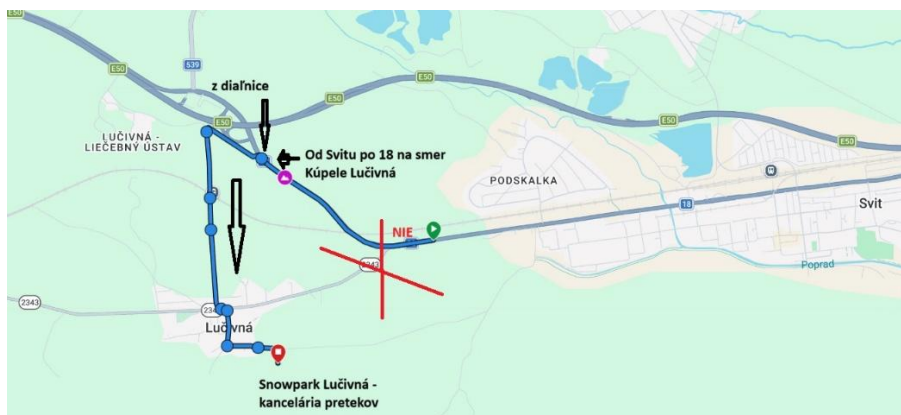 E50
539
E50
z diaľnice
E50
E50
E50
LUČIVNÁ -
LIEČEBNÝ ÚSTAV
Od Svitu po 18 na smer
Kúpele Lučivná
PODSKALKA
18
Svit
NIE
2343
Poprad
2343
2343
Lučivná
Snowpark Lučivná -
kancelária pretekov